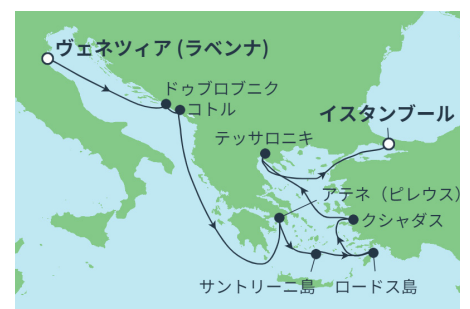 ヴェネツィア (ラベンナ)
ドゥブロブニク
コトル
イスタンブール
テッサロニキ
アテネ（ピレウス）
クシャダス
サントリーニ島
ロードス島